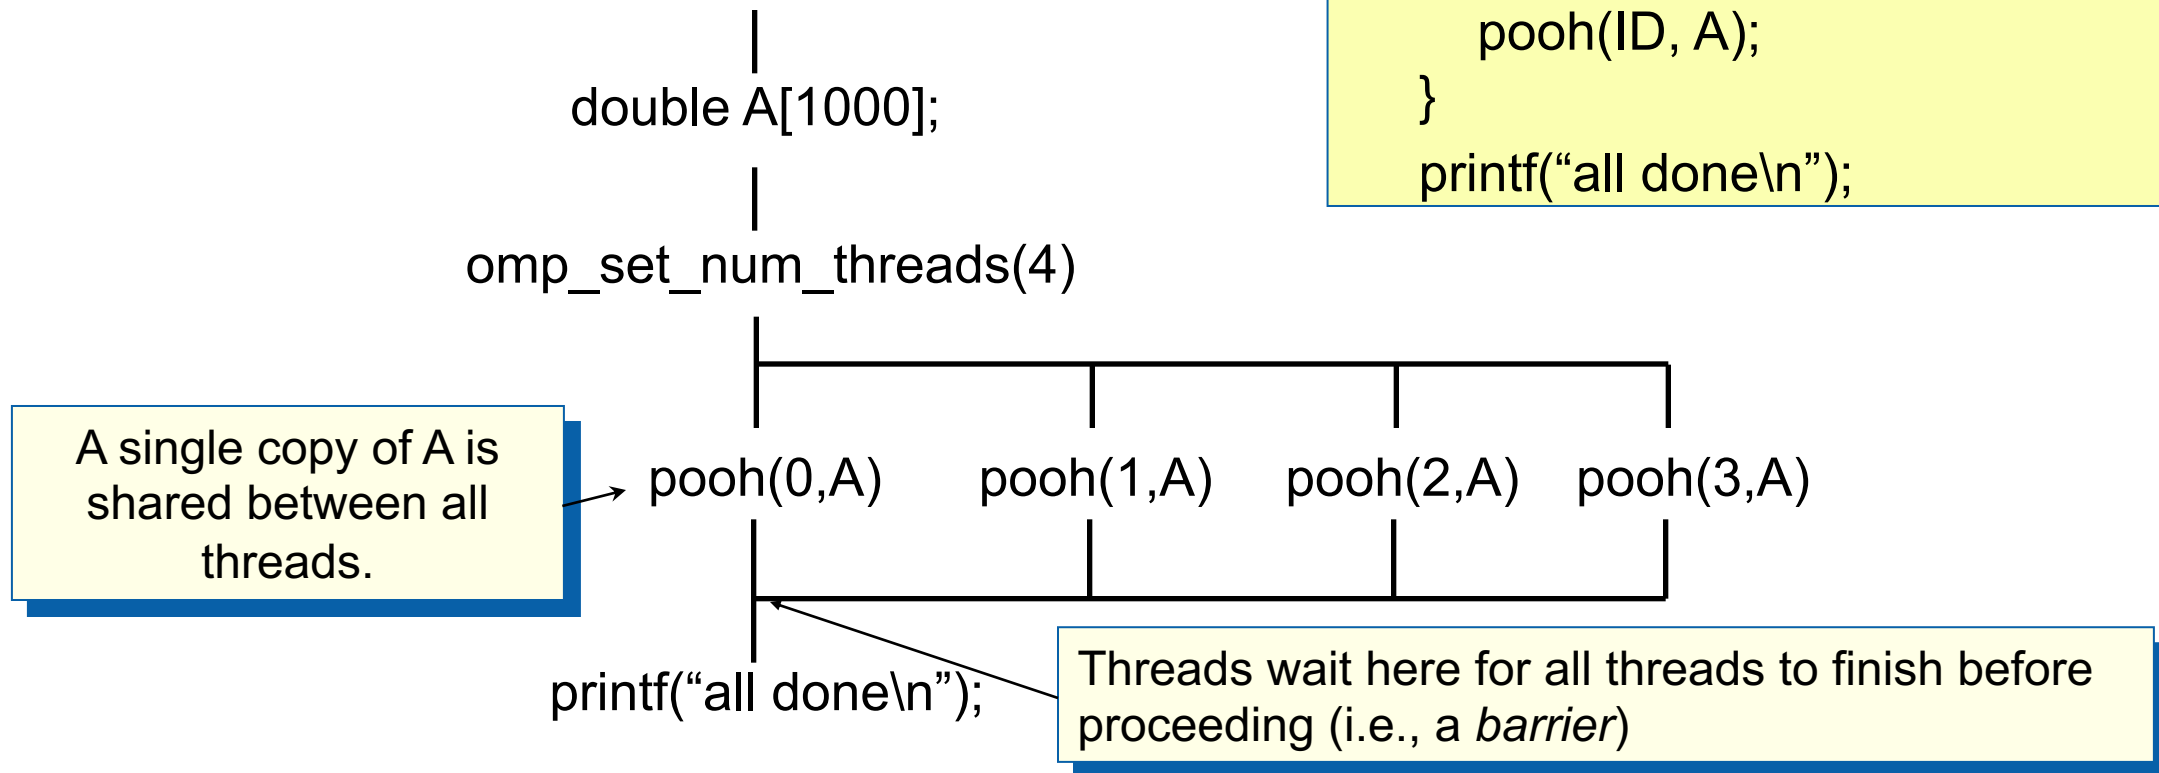 pooh(ID, A);
}
printf(“all done\n”);
double A[1000];
omp_set_num_threads(4)
A single copy of A is
shared between all
threads.
pooh(0,A) pooh(1,A) pooh(2,A) pooh(3,A)
printf(“all done\n”);
Threads wait here for all threads to finish before
proceeding (i.e., a barrier)